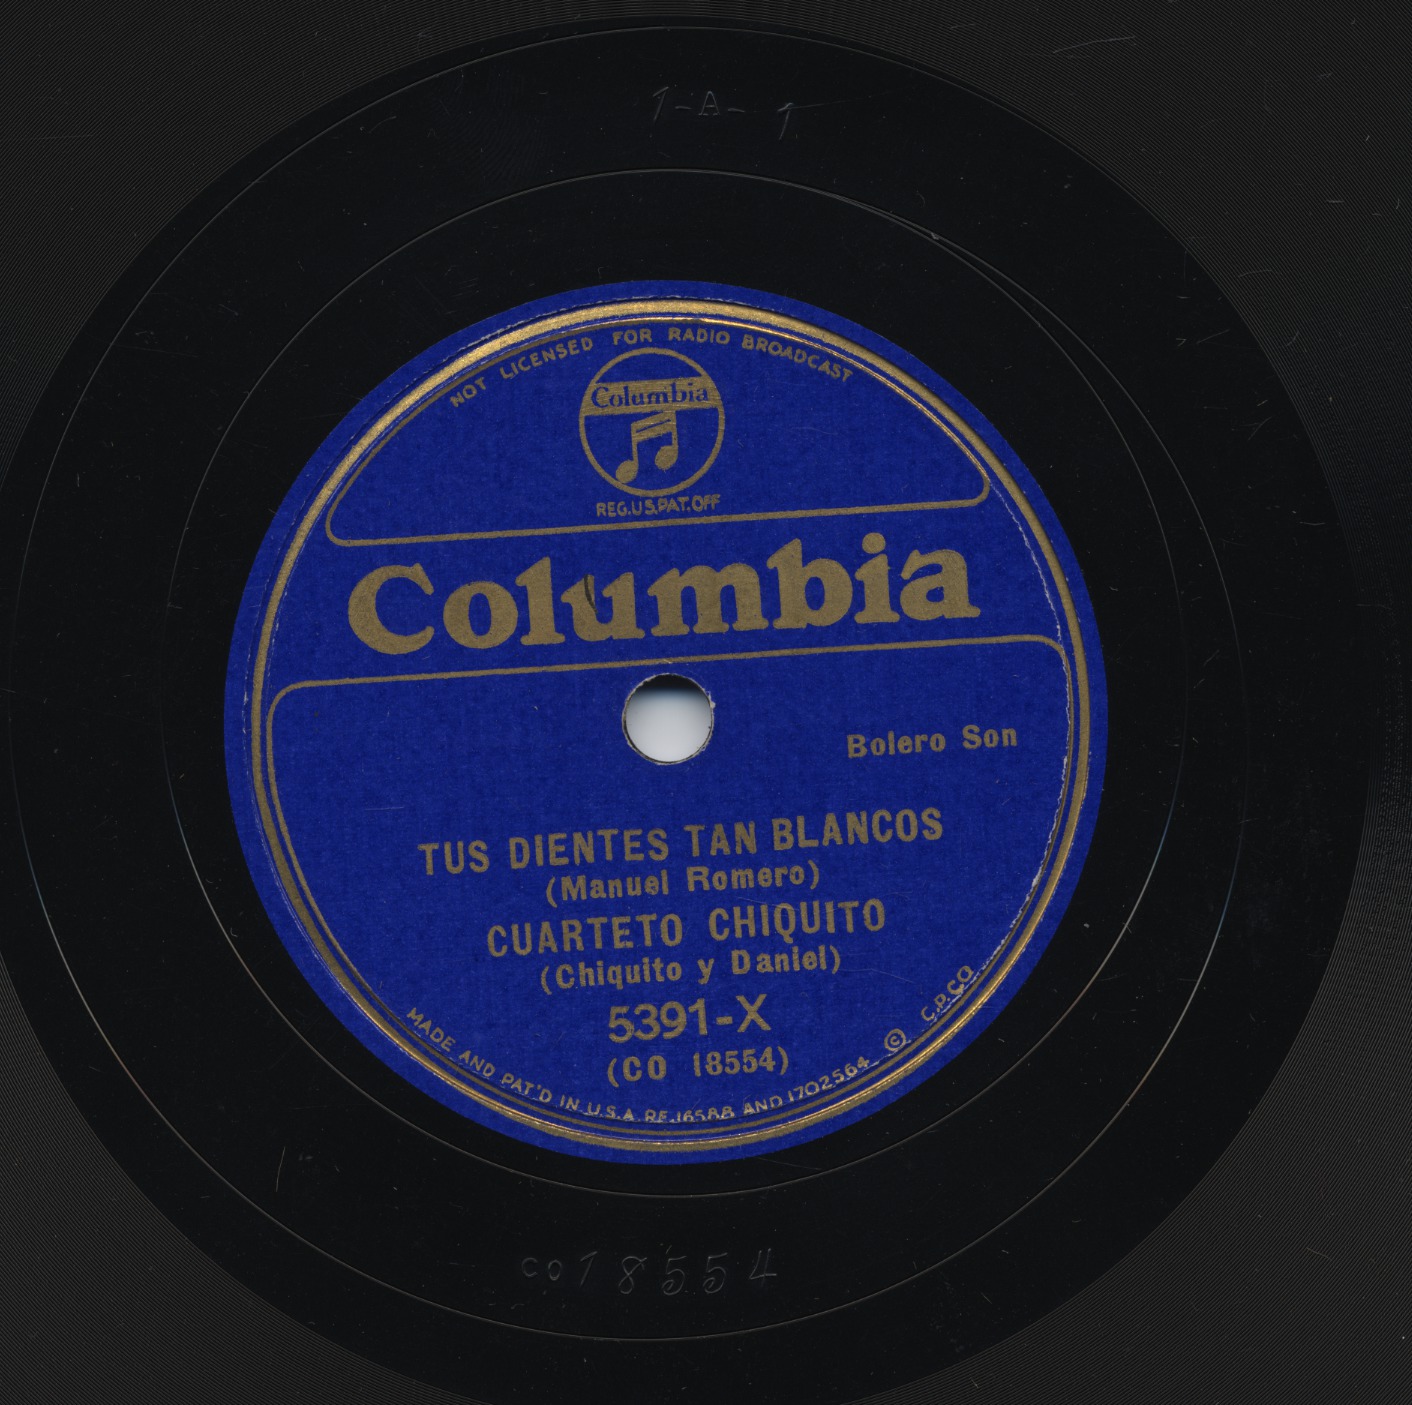 1-A-1
NOT LICENSED FOR RADIO BROADCAST
Columbia
REG.U.S.PAT.OFF
Columbia
Bolero Son
TUS DIENTES TAN BLANCOS
(Manuel Romero)
CUARTETO CHIQUITO
(Chiquito y Daniel)
5391-X
(CO 18554)
MADE AND PAT'D IN U.S.A. RE.16588 AND 1702564 © C.P.CO
CO18554